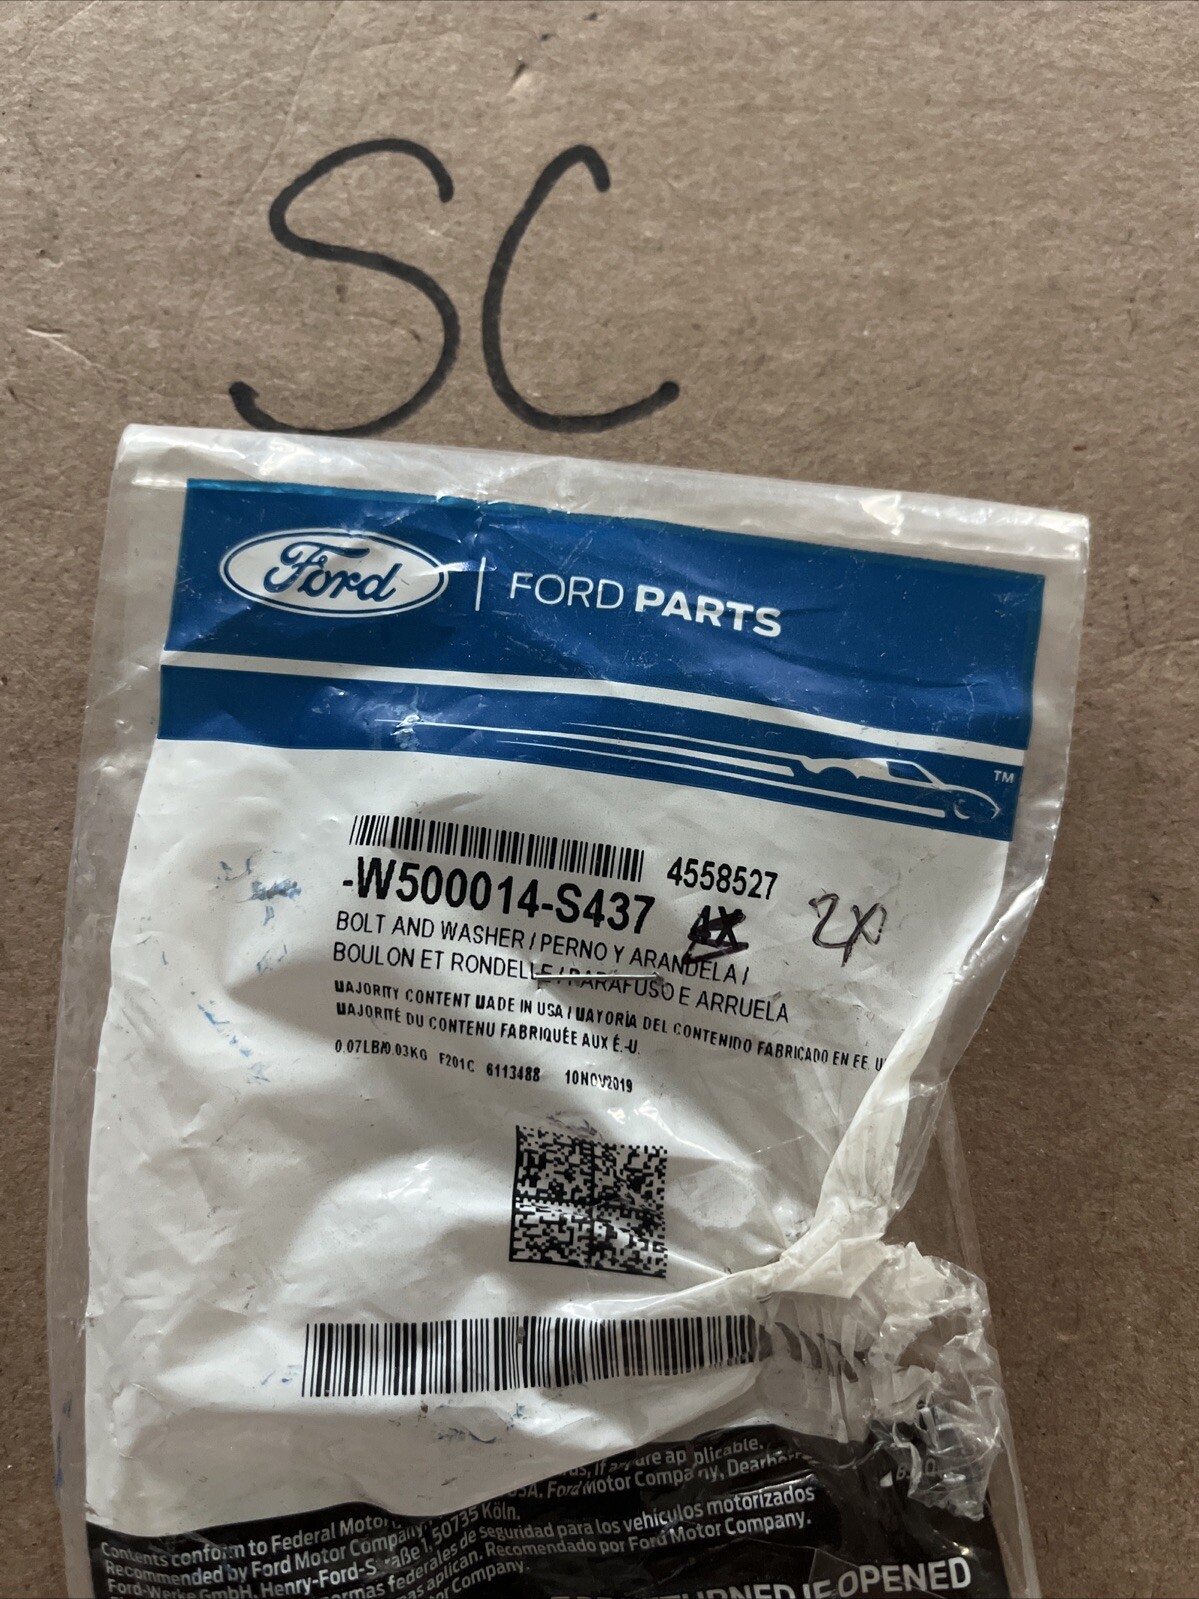 SC
Ford | FORD PARTS
TM
4558527
-W500014-S437 4X 2X
BOLT AND WASHER / PERNO Y ARANDELA /
BOULON ET RONDELLE / PARAFUSO E ARRUELA
MAJORITY CONTENT MADE IN USA / MAYORÍA DEL CONTENIDO FABRICADO EN EE. U
MAJORITÉ DU CONTENU FABRIQUÉE AUX É.-U.
0.07LB/0.03KG F201C 6113488 10NOV2019
applicable.
USA. Ford Motor Company, Dearborn
50735 Köln.
Contents conform to Federal Motor
Recommended by Ford Motor Company
Ford-Werke GmbH, Henry-Ford-Straße 1,
normas federales de seguridad para los vehículos motorizados
aplican. Recomendado por Ford Motor Company.
Motor Company.
RETURNED IF OPENED